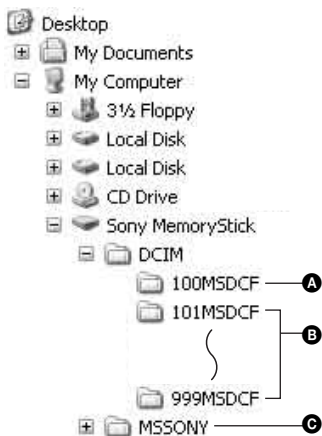 Desktop
My Documents
My Computer
3½ Floppy
Local Disk
Local Disk
CD Drive
Sony MemoryStick
DCIM
100MSDCF A
101MSDCF
B
999MSDCF
MSSONY C